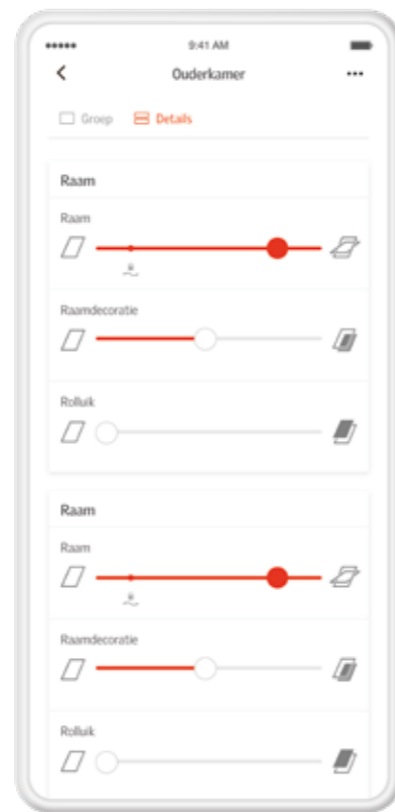 9:41 AM
Ouderkamer
Groep Details
Raam
Raam
Raamdecoratie
Rolluik
Raam
Raam
Raamdecoratie
Rolluik